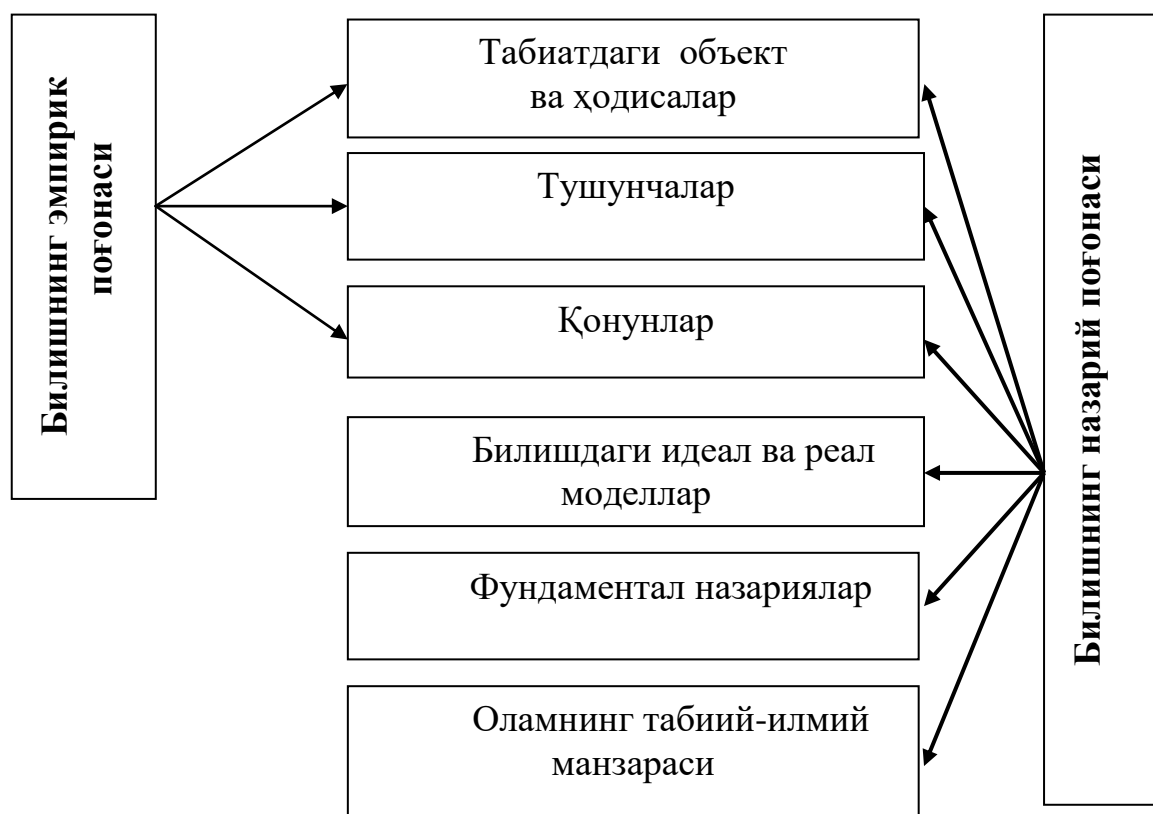 Билишнинг эмпирик
поғонаси
Табиатдаги объект
ва ҳодисалар
Тушунчалар
Қонунлар
Билишдаги идеал ва реал
моделлар
Фундаментал назариялар
Оламнинг табиий-илмий
манзараси
Билишнинг назарий поғонаси